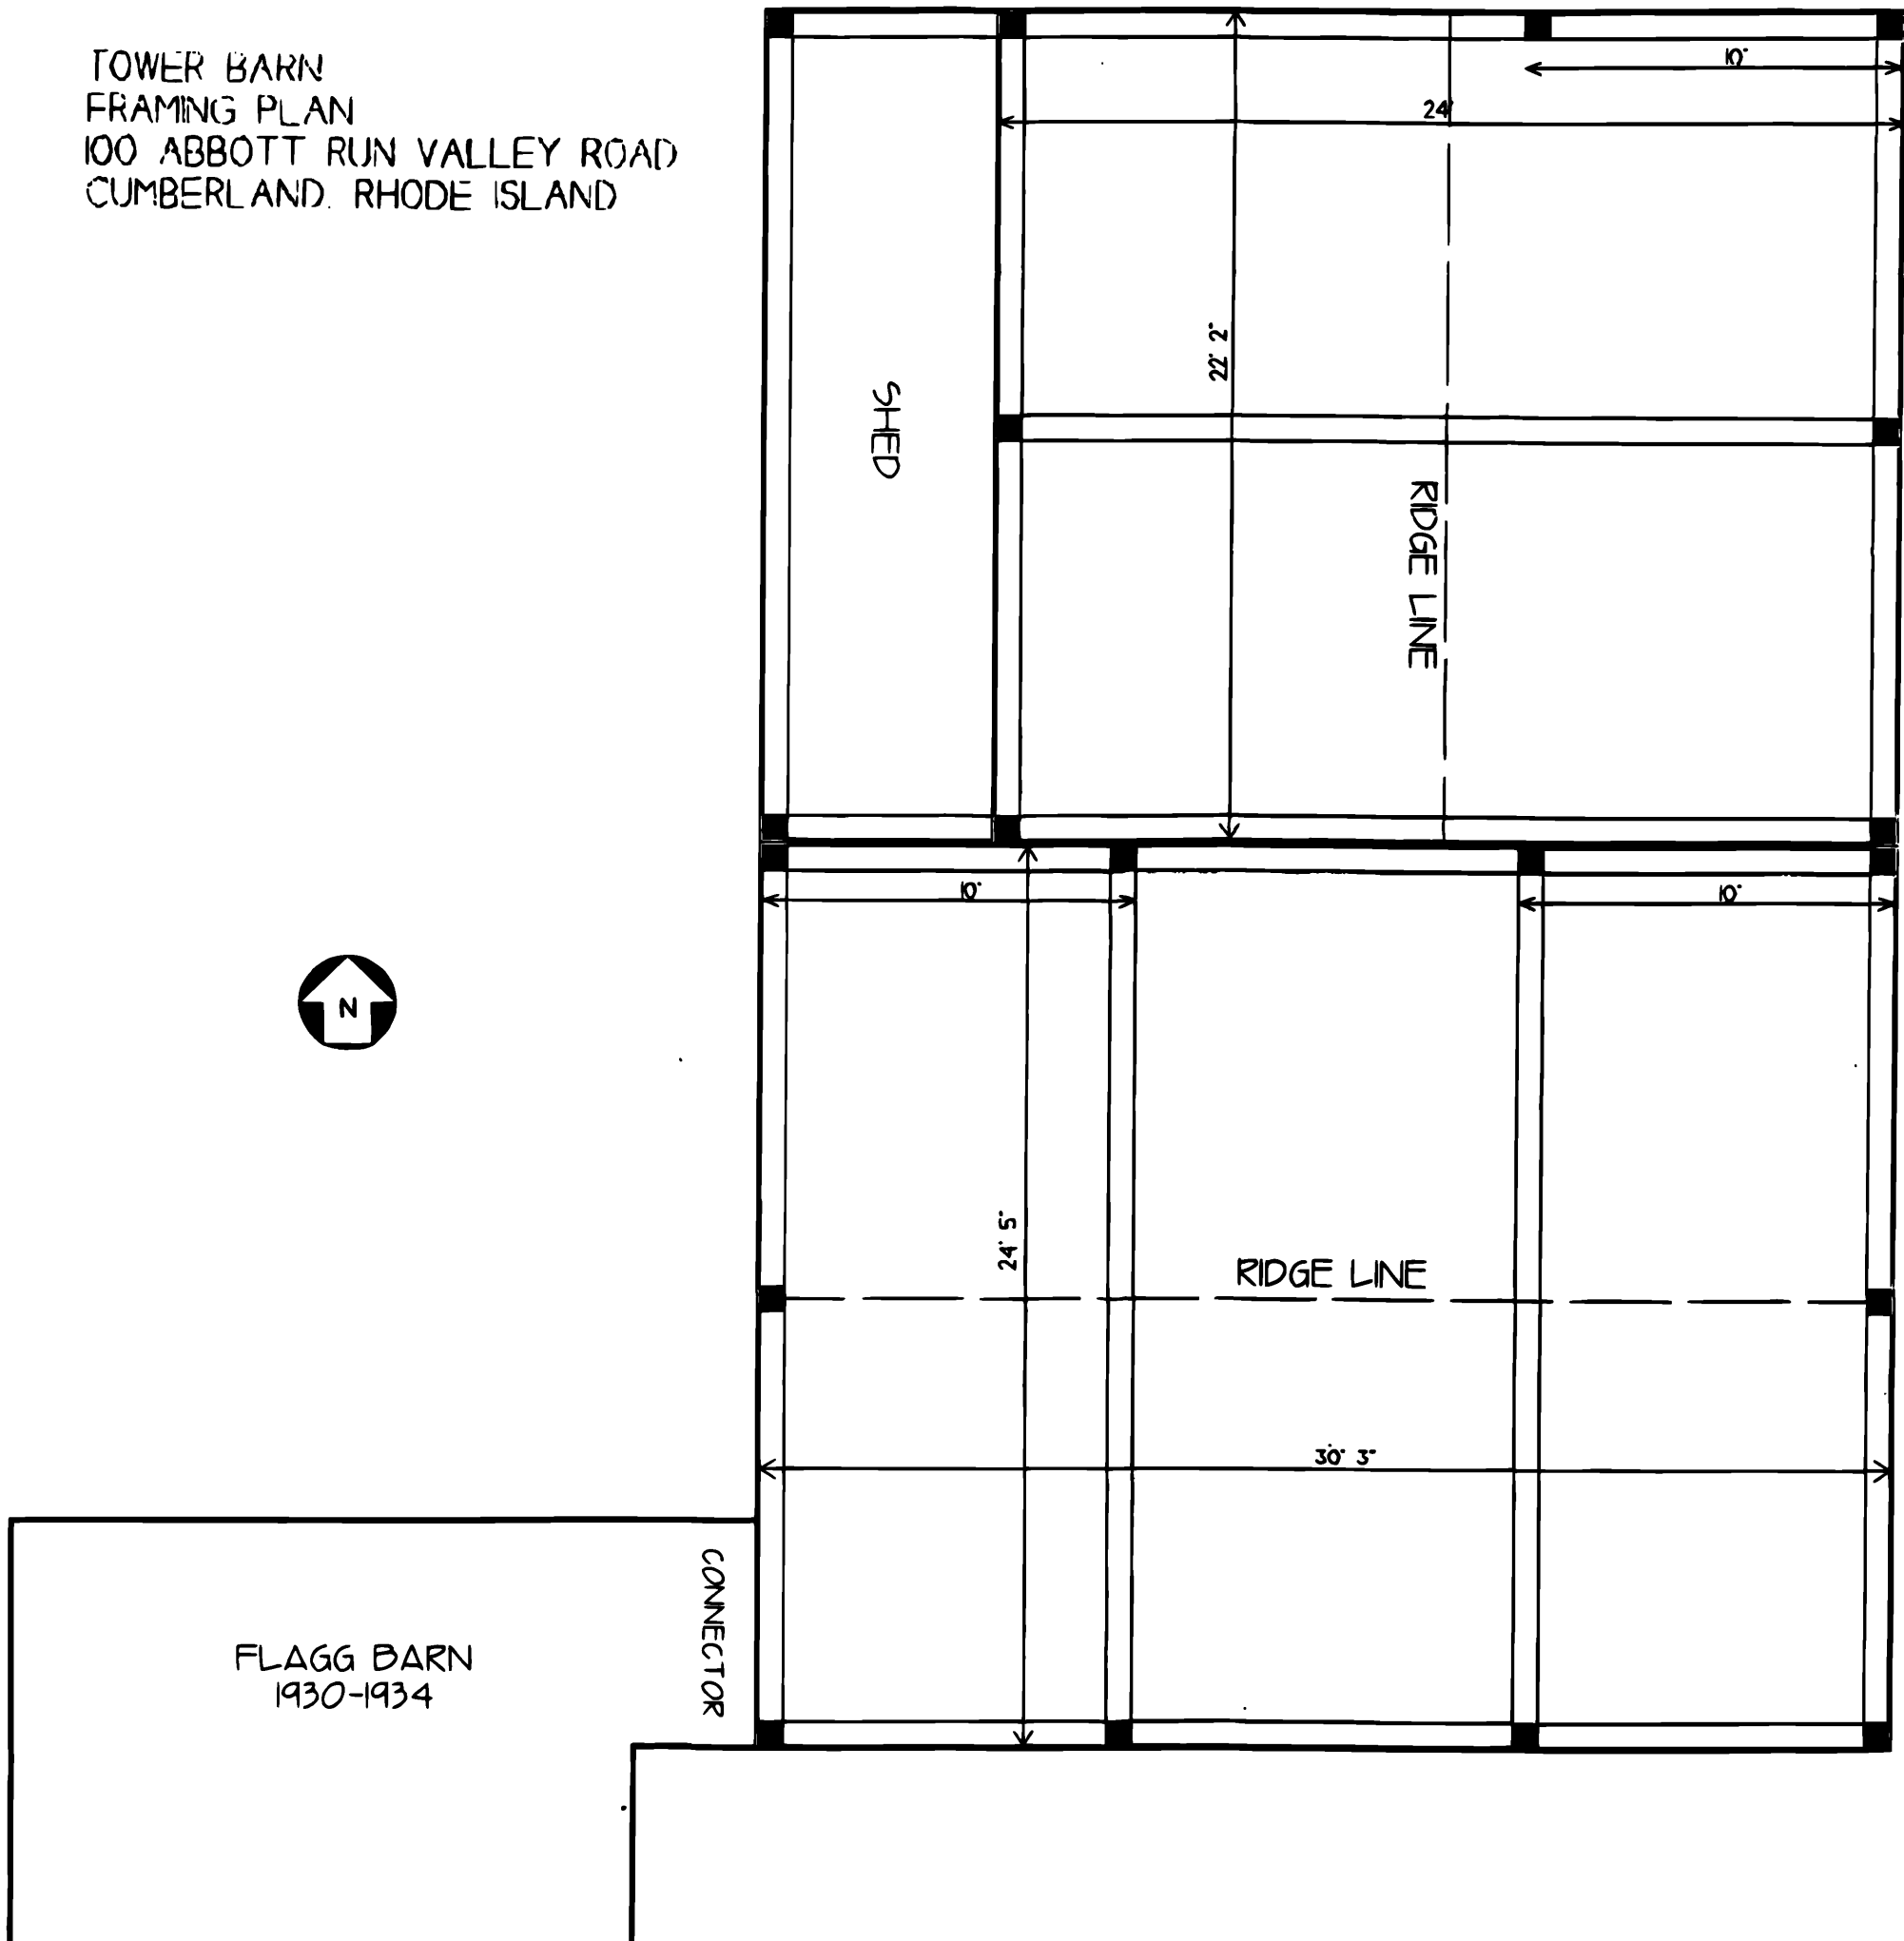 TOWER BARN
FRAMING PLAN
100 ABBOTT RUN VALLEY ROAD
CUMBERLAND, RHODE ISLAND
10'
24'
22' 2"
SHED
RIDGE LINE
10'
10'
N
24' 5"
RIDGE LINE
30' 3"
CONNECTOR
FLAGG BARN
1930-1934